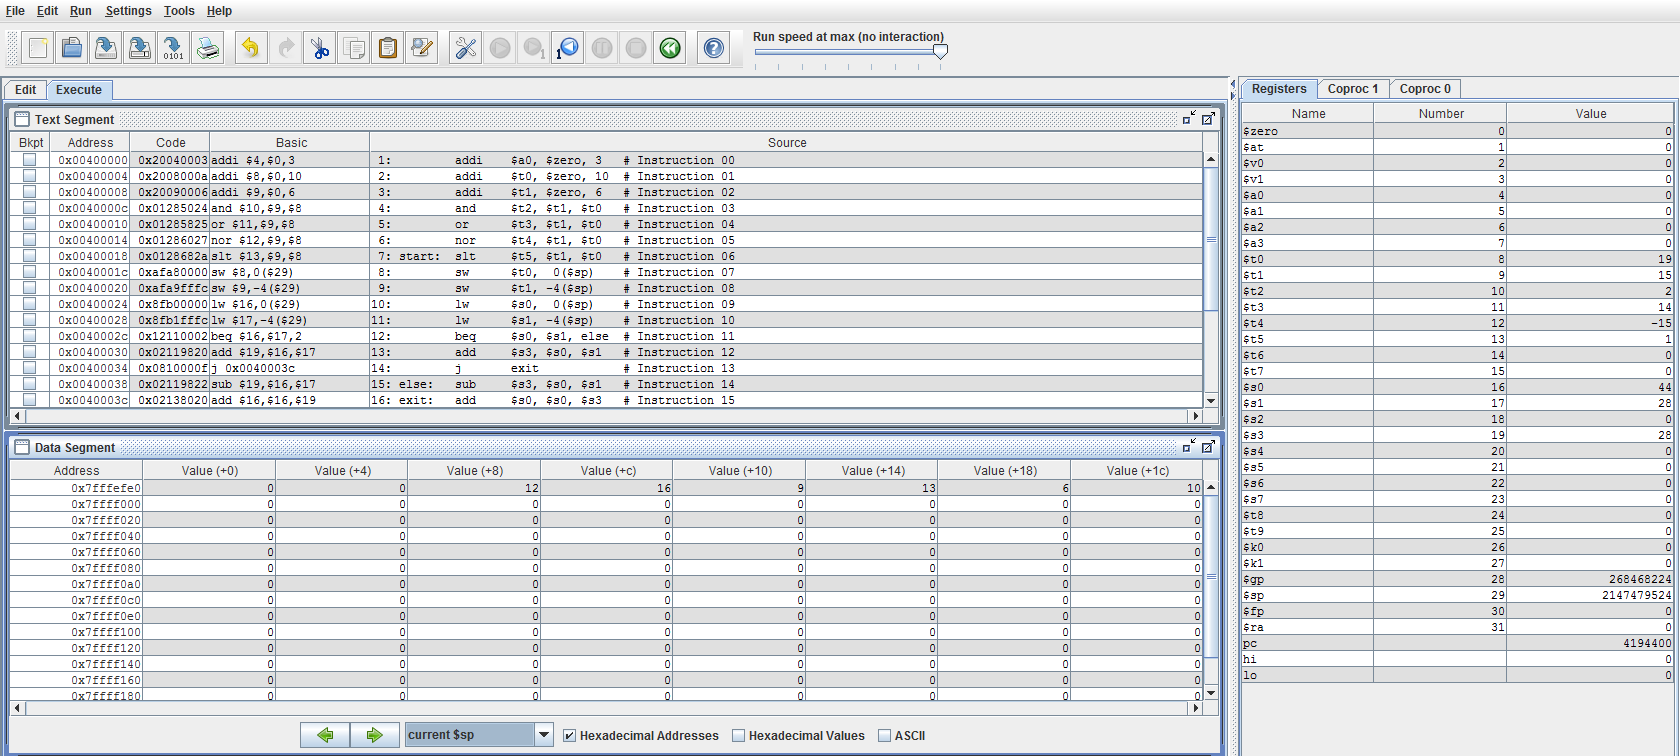 File Edit Run Settings Tools Help
Run speed at max (no interaction)
Edit Execute
Registers Coproc 1 Coproc 0
Text Segment
Bkpt Address Code Basic Source
0x00400000 0x20040003 addi $4,$0,3 1: addi $a0, $zero, 3 # Instruction 00
0x00400004 0x2008000a addi $8,$0,10 2: addi $t0, $zero, 10 # Instruction 01
0x00400008 0x20090006 addi $9,$0,6 3: addi $t1, $zero, 6 # Instruction 02
0x0040000c 0x01285024 and $10,$9,$8 4: and $t2, $t1, $t0 # Instruction 03
0x00400010 0x01285825 or $11,$9,$8 5: or $t3, $t1, $t0 # Instruction 04
0x00400014 0x01286027 nor $12,$9,$8 6: nor $t4, $t1, $t0 # Instruction 05
0x00400018 0x0128682a slt $13,$9,$8 7: start: slt $t5, $t1, $t0 # Instruction 06
0x0040001c 0xafa80000 sw $8,0($29) 8: sw $t0, 0($sp) # Instruction 07
0x00400020 0xafa9fffc sw $9,-4($29) 9: sw $t1, -4($sp) # Instruction 08
0x00400024 0x8fb00000 lw $16,0($29) 10: lw $s0, 0($sp) # Instruction 09
0x00400028 0x8fb1fffc lw $17,-4($29) 11: lw $s1, -4($sp) # Instruction 10
0x0040002c 0x12110002 beq $16,$17,2 12: beq $s0, $s1, else # Instruction 11
0x00400030 0x02119820 add $19,$16,$17 13: add $s3, $s0, $s1 # Instruction 12
0x00400034 0x0810000f j 0x0040003c 14: j exit # Instruction 13
0x00400038 0x02119822 sub $19,$16,$17 15: else: sub $s3, $s0, $s1 # Instruction 14
0x0040003c 0x02138020 add $16,$16,$19 16: exit: add $s0, $s0, $s3 # Instruction 15
Data Segment
Address Value (+0) Value (+4) Value (+8) Value (+c) Value (+10) Value (+14) Value (+18) Value (+1c)
0x7fffefe0 0 0 12 16 9 13 6 10
0x7ffff000 0 0 0 0 0 0 0 0
0x7ffff020 0 0 0 0 0 0 0 0
0x7ffff040 0 0 0 0 0 0 0 0
0x7ffff060 0 0 0 0 0 0 0 0
0x7ffff080 0 0 0 0 0 0 0 0
0x7ffff0a0 0 0 0 0 0 0 0 0
0x7ffff0c0 0 0 0 0 0 0 0 0
0x7ffff0e0 0 0 0 0 0 0 0 0
0x7ffff100 0 0 0 0 0 0 0 0
0x7ffff120 0 0 0 0 0 0 0 0
0x7ffff140 0 0 0 0 0 0 0 0
0x7ffff160 0 0 0 0 0 0 0 0
0x7ffff180 0 0 0 0 0 0 0 0
current $sp Hexadecimal Addresses Hexadecimal Values ASCII
Name Number Value
$zero 0 0
$at 1 0
$v0 2 0
$v1 3 0
$a0 4 0
$a1 5 0
$a2 6 0
$a3 7 0
$t0 8 19
$t1 9 15
$t2 10 2
$t3 11 14
$t4 12 -15
$t5 13 1
$t6 14 0
$t7 15 0
$s0 16 44
$s1 17 28
$s2 18 0
$s3 19 28
$s4 20 0
$s5 21 0
$s6 22 0
$s7 23 0
$t8 24 0
$t9 25 0
$k0 26 0
$k1 27 0
$gp 28 268468224
$sp 29 2147479524
$fp 30 0
$ra 31 0
pc 4194400
hi 0
lo 0